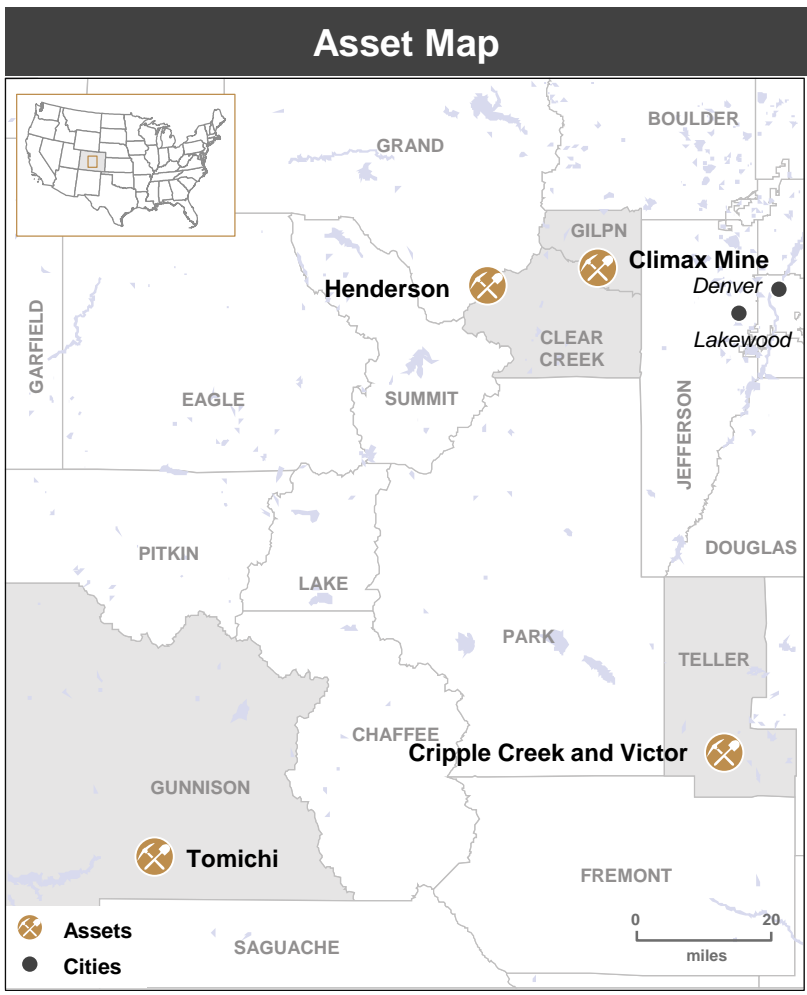 Asset Map
BOULDER
GRAND
GILPN
Climax Mine
Henderson
Denver
Lakewood
GARFIELD
CLEAR
CREEK
EAGLE
SUMMIT
JEFFERSON
DOUGLAS
PITKIN
LAKE
PARK
TELLER
CHAFFEE
Cripple Creek and Victor
GUNNISON
Tomichi
FREMONT
Assets
0 20
miles
SAGUACHE
Cities